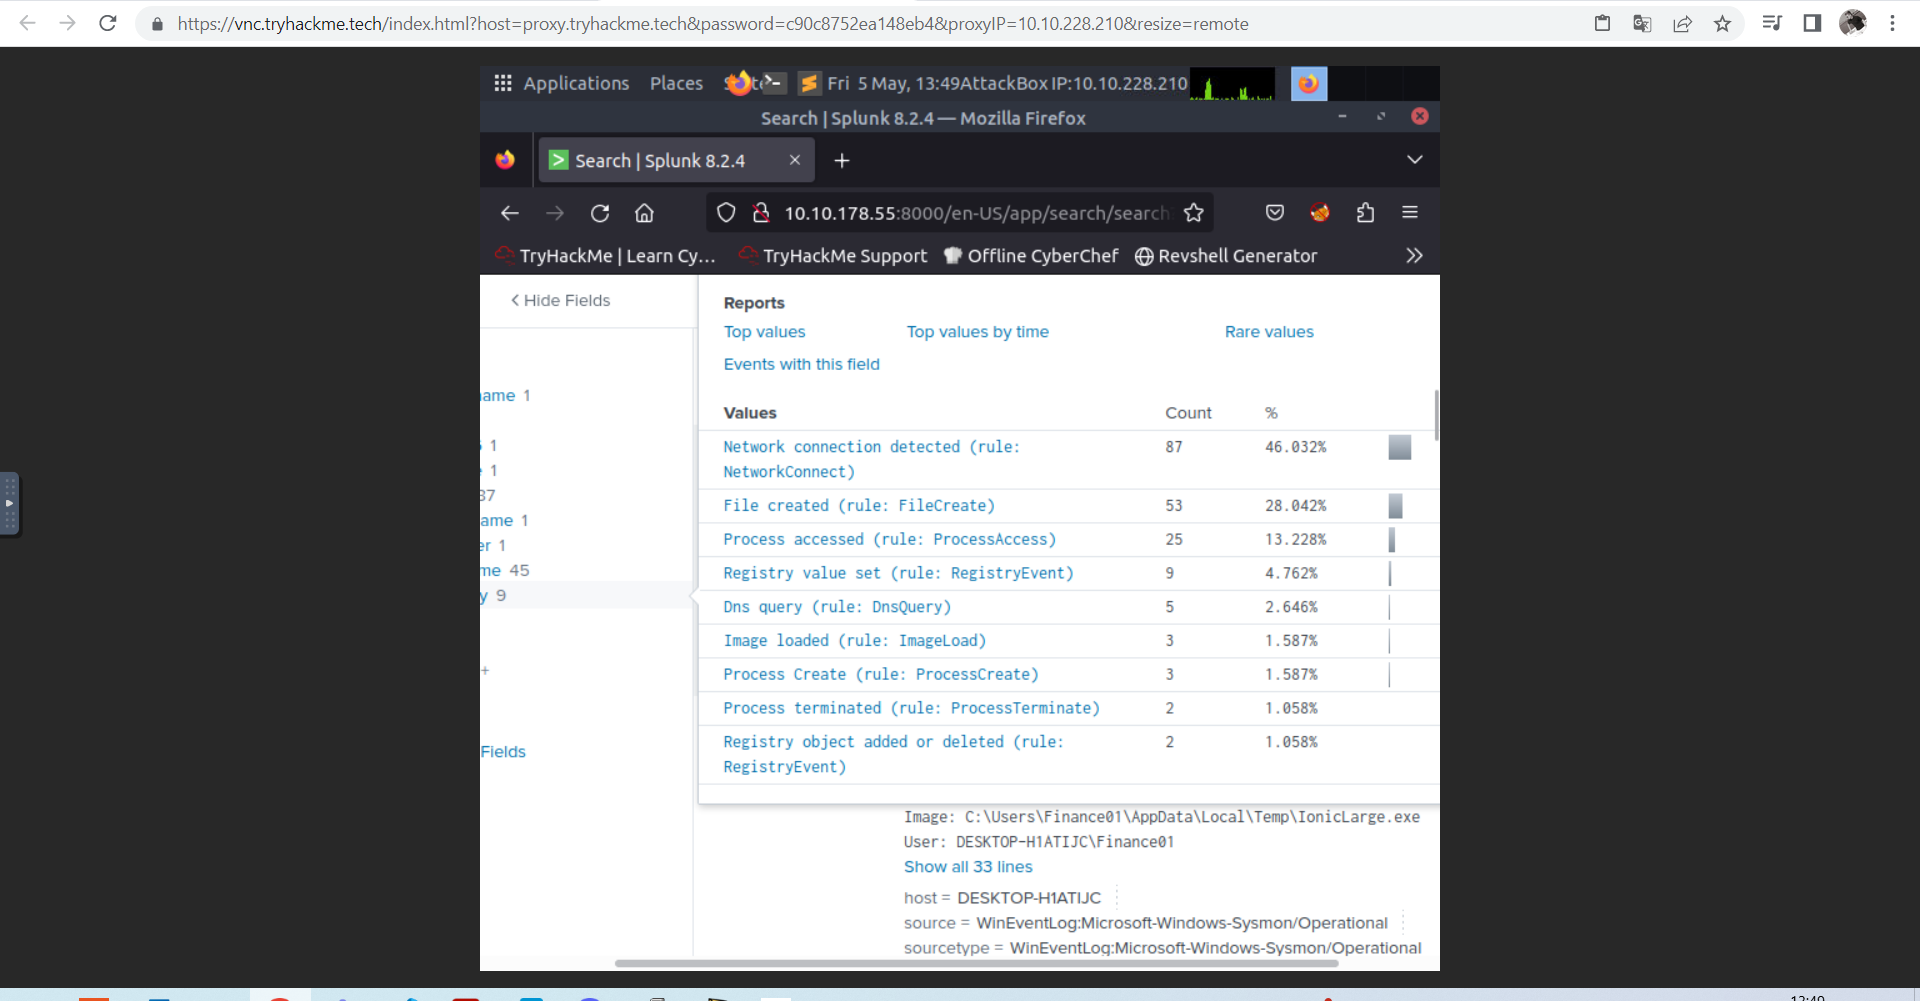 https://vnc.tryhackme.tech/index.html?host=proxy.tryhackme.tech&password=c90c8752ea148eb4&proxyIP=10.10.228.210&resize=remote
Applications Places Fri 5 May, 13:49 AttackBox IP:10.10.228.210
Search | Splunk 8.2.4 — Mozilla Firefox
Search | Splunk 8.2.4
10.10.178.55:8000/en-US/app/search/search
TryHackMe | Learn Cy... TryHackMe Support Offline CyberChef Revshell Generator
Hide Fields
Reports
Top values Top values by time Rare values
Events with this field
ame 1
1
1
37
ame 1
er 1
me 45
y 9
+
Fields
Values Count %
Network connection detected (rule: 87 46.032%
NetworkConnect)
File created (rule: FileCreate) 53 28.042%
Process accessed (rule: ProcessAccess) 25 13.228%
Registry value set (rule: RegistryEvent) 9 4.762%
Dns query (rule: DnsQuery) 5 2.646%
Image loaded (rule: ImageLoad) 3 1.587%
Process Create (rule: ProcessCreate) 3 1.587%
Process terminated (rule: ProcessTerminate) 2 1.058%
Registry object added or deleted (rule: 2 1.058%
RegistryEvent)
Image: C:\Users\Finance01\AppData\Local\Temp\IonicLarge.exe
User: DESKTOP-H1ATIJC\Finance01
Show all 33 lines
host = DESKTOP-H1ATIJC
source = WinEventLog:Microsoft-Windows-Sysmon/Operational
sourcetype = WinEventLog:Microsoft-Windows-Sysmon/Operational